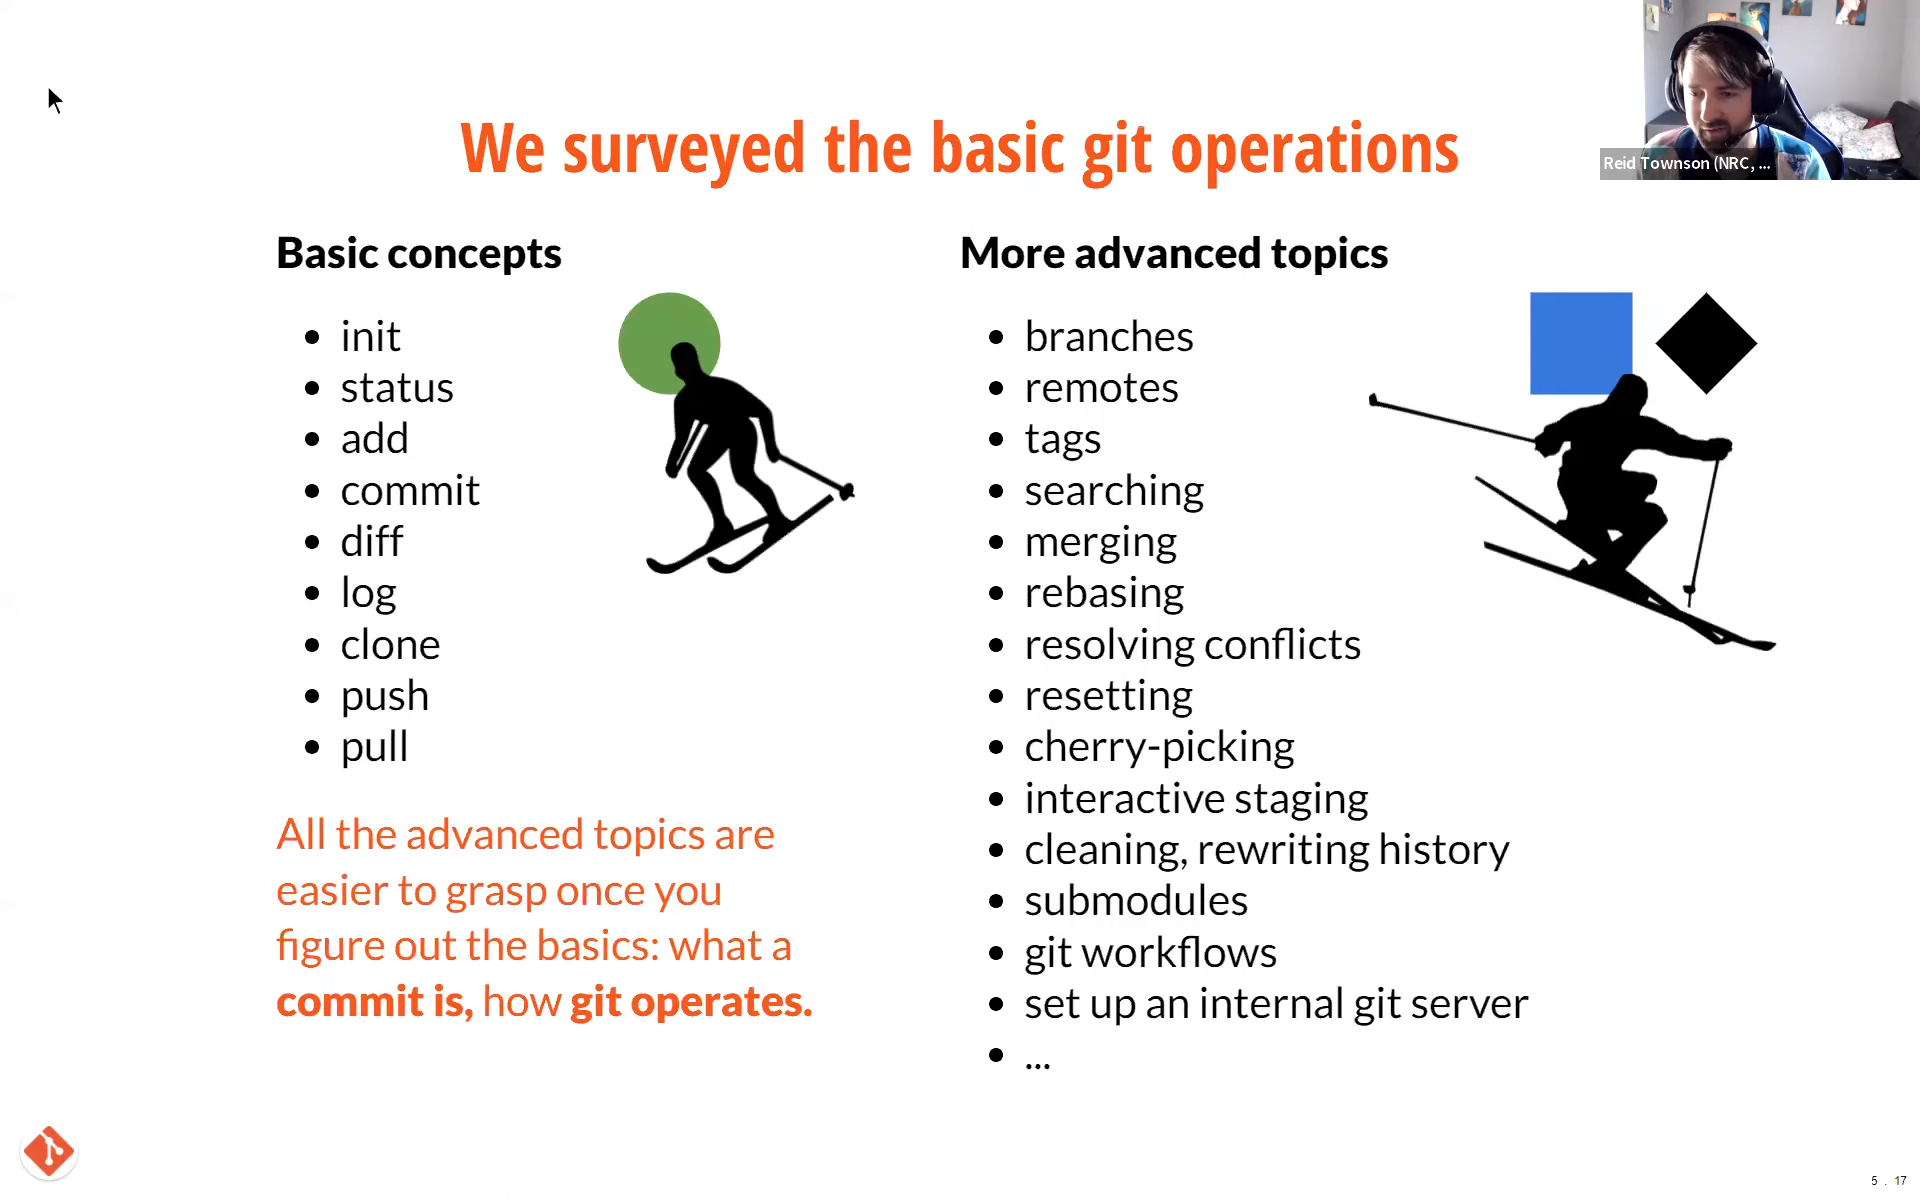 We surveyed the basic git operations
Reid Townson (NRC, ...
Basic concepts
init
status
add
commit
diff
log
clone
push
pull
All the advanced topics are
easier to grasp once you
figure out the basics: what a
commit is, how git operates.
More advanced topics
branches
remotes
tags
searching
merging
rebasing
resolving conflicts
resetting
cherry-picking
interactive staging
cleaning, rewriting history
submodules
git workflows
set up an internal git server
...
5 . 17